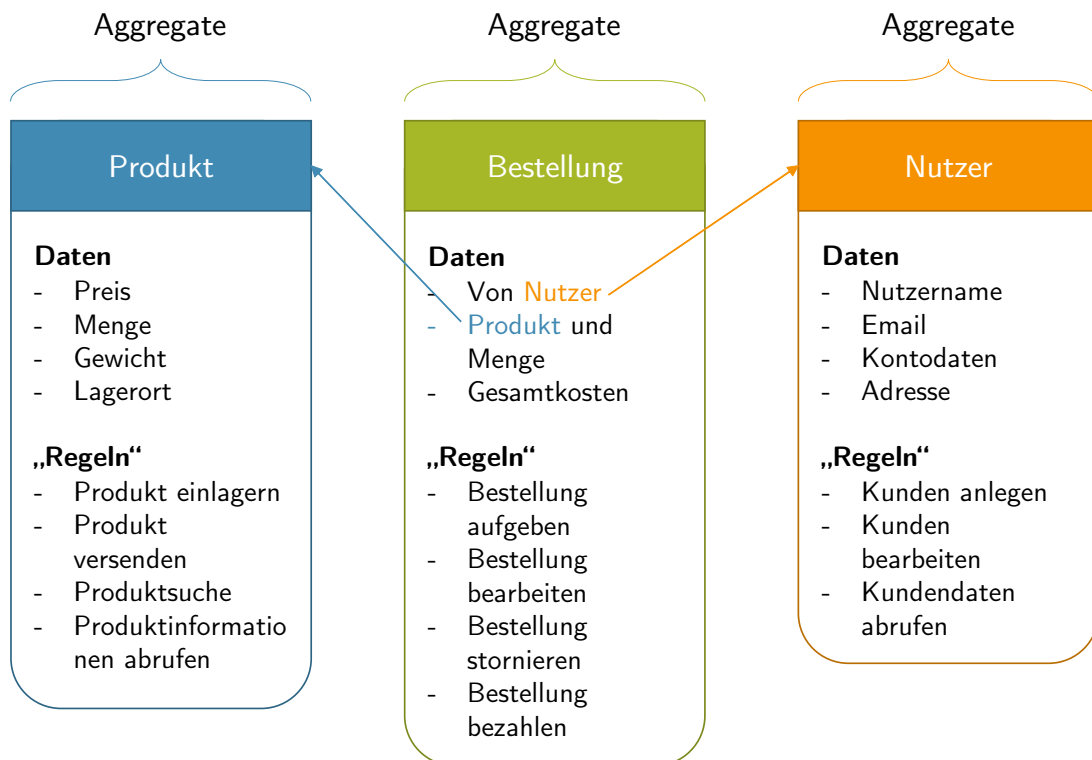 Aggregate
Produkt
Daten
- Preis
- Menge
- Gewicht
- Lagerort
„Regeln“
- Produkt einlagern
- Produkt
versenden
- Produktsuche
- Produktinformatio
nen abrufen
Aggregate
Bestellung
Daten
- Von Nutzer
- Produkt und
Menge
- Gesamtkosten
„Regeln“
- Bestellung
aufgeben
- Bestellung
bearbeiten
- Bestellung
stornieren
- Bestellung
bezahlen
Aggregate
Nutzer
Daten
- Nutzername
- Email
- Kontodaten
- Adresse
„Regeln“
- Kunden anlegen
- Kunden
bearbeiten
- Kundendaten
abrufen